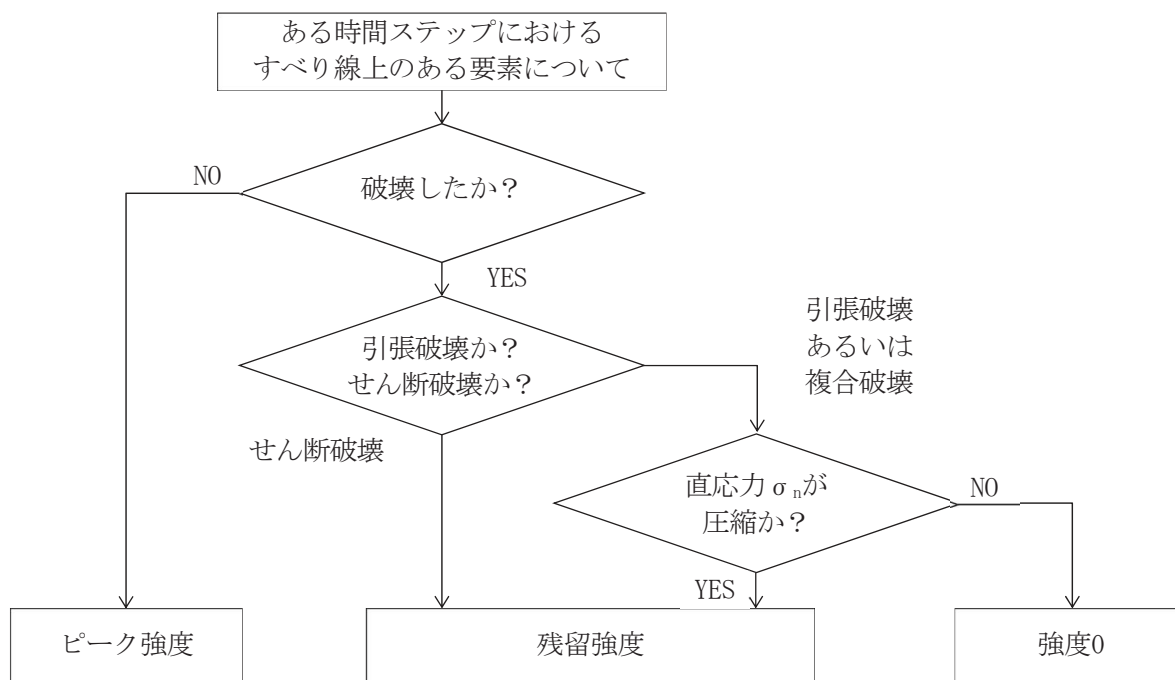 ある時間ステップにおける
すべり線上のある要素について
NO
破壊したか？
YES
引張破壊か？
せん断破壊か？
引張破壊
あるいは
複合破壊
せん断破壊
直応力σnが
圧縮か？
NO
YES
ピーク強度
残留強度
強度0